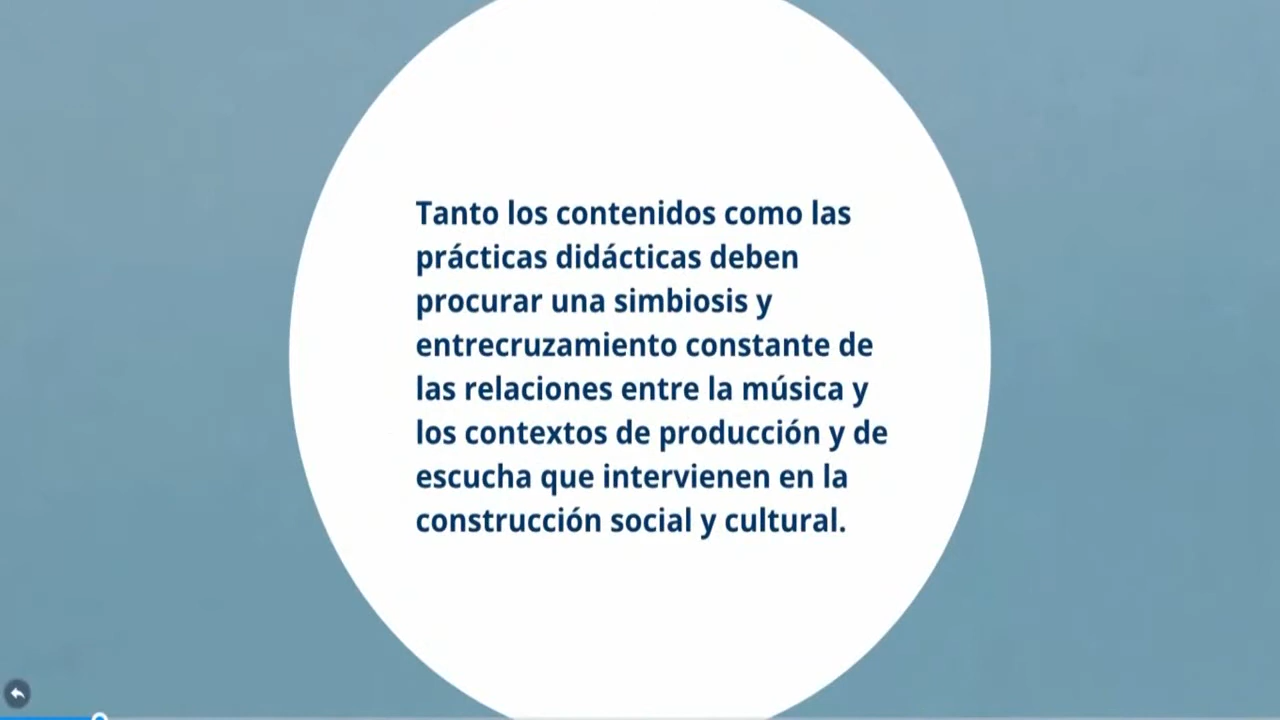 Tanto los contenidos como las
prácticas didácticas deben
procurar una simbiosis y
entrecruzamiento constante de
las relaciones entre la música y
los contextos de producción y de
escucha que intervienen en la
construcción social y cultural.